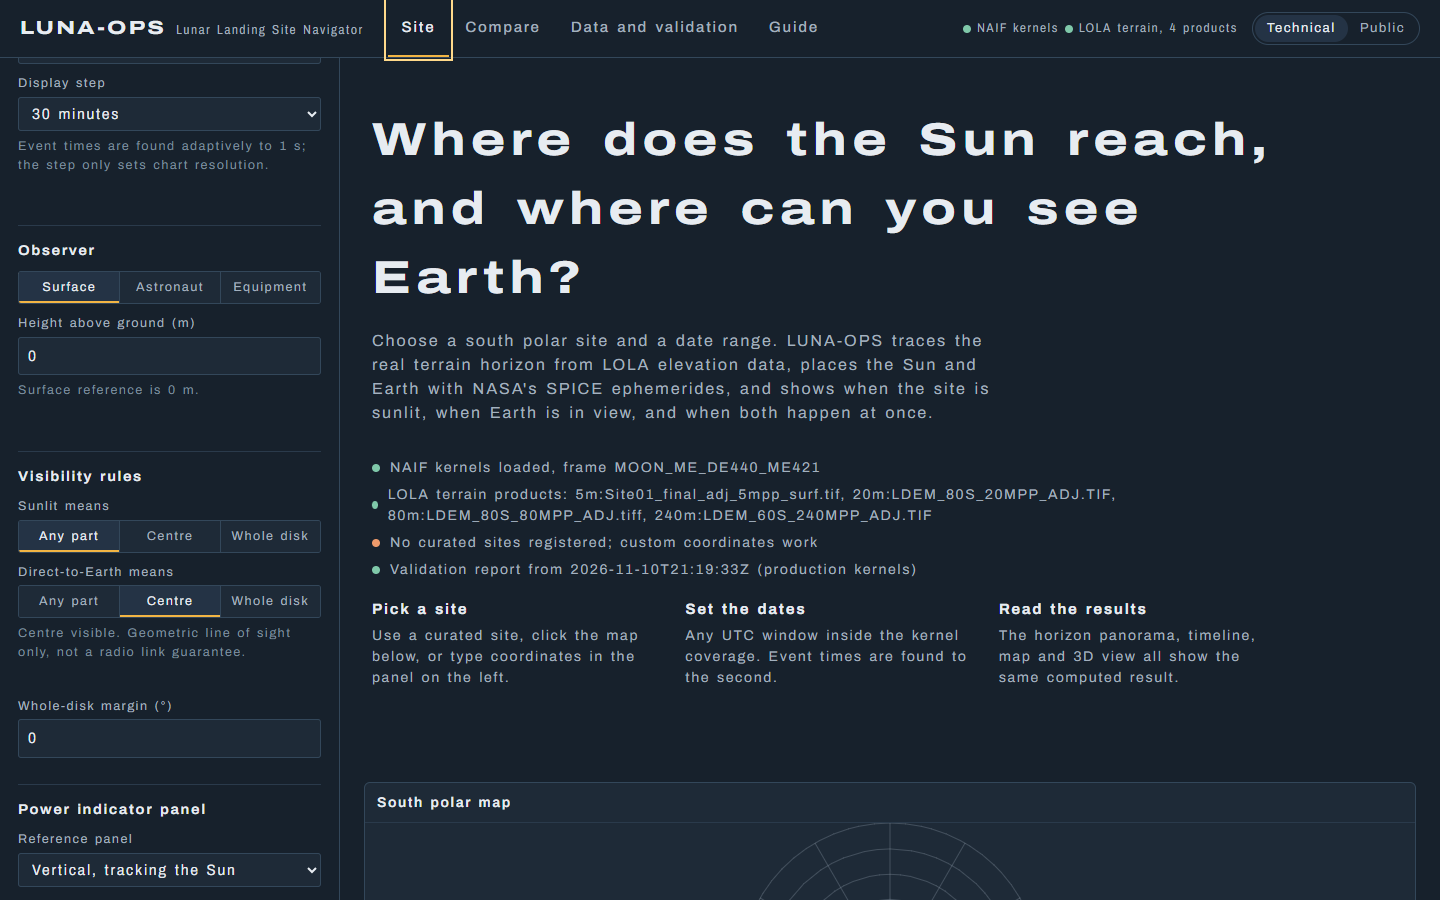 LUNA-OPS Lunar Landing Site Navigator Site Compare Data and validation Guide NAIF kernels LOLA terrain, 4 products Technical Public
Display step
30 minutes
Event times are found adaptively to 1 s;
the step only sets chart resolution.
Observer
Surface Astronaut Equipment
Height above ground (m)
0
Surface reference is 0 m.
Visibility rules
Sunlit means
Any part Centre Whole disk
Direct-to-Earth means
Any part Centre Whole disk
Centre visible. Geometric line of sight
only, not a radio link guarantee.
Whole-disk margin (°)
0
Power indicator panel
Reference panel
Vertical, tracking the Sun
Where does the Sun reach,
and where can you see
Earth?
Choose a south polar site and a date range. LUNA-OPS traces the
real terrain horizon from LOLA elevation data, places the Sun and
Earth with NASA's SPICE ephemerides, and shows when the site is
sunlit, when Earth is in view, and when both happen at once.
NAIF kernels loaded, frame MOON_ME_DE440_ME421
LOLA terrain products: 5m:Site01_final_adj_5mpp_surf.tif, 20m:LDEM_80S_20MPP_ADJ.TIF,
80m:LDEM_80S_80MPP_ADJ.tiff, 240m:LDEM_60S_240MPP_ADJ.TIF
No curated sites registered; custom coordinates work
Validation report from 2026-11-10T21:19:33Z (production kernels)
Pick a site
Use a curated site, click the map
below, or type coordinates in the
panel on the left.
Set the dates
Any UTC window inside the kernel
coverage. Event times are found to
the second.
Read the results
The horizon panorama, timeline,
map and 3D view all show the
same computed result.
South polar map